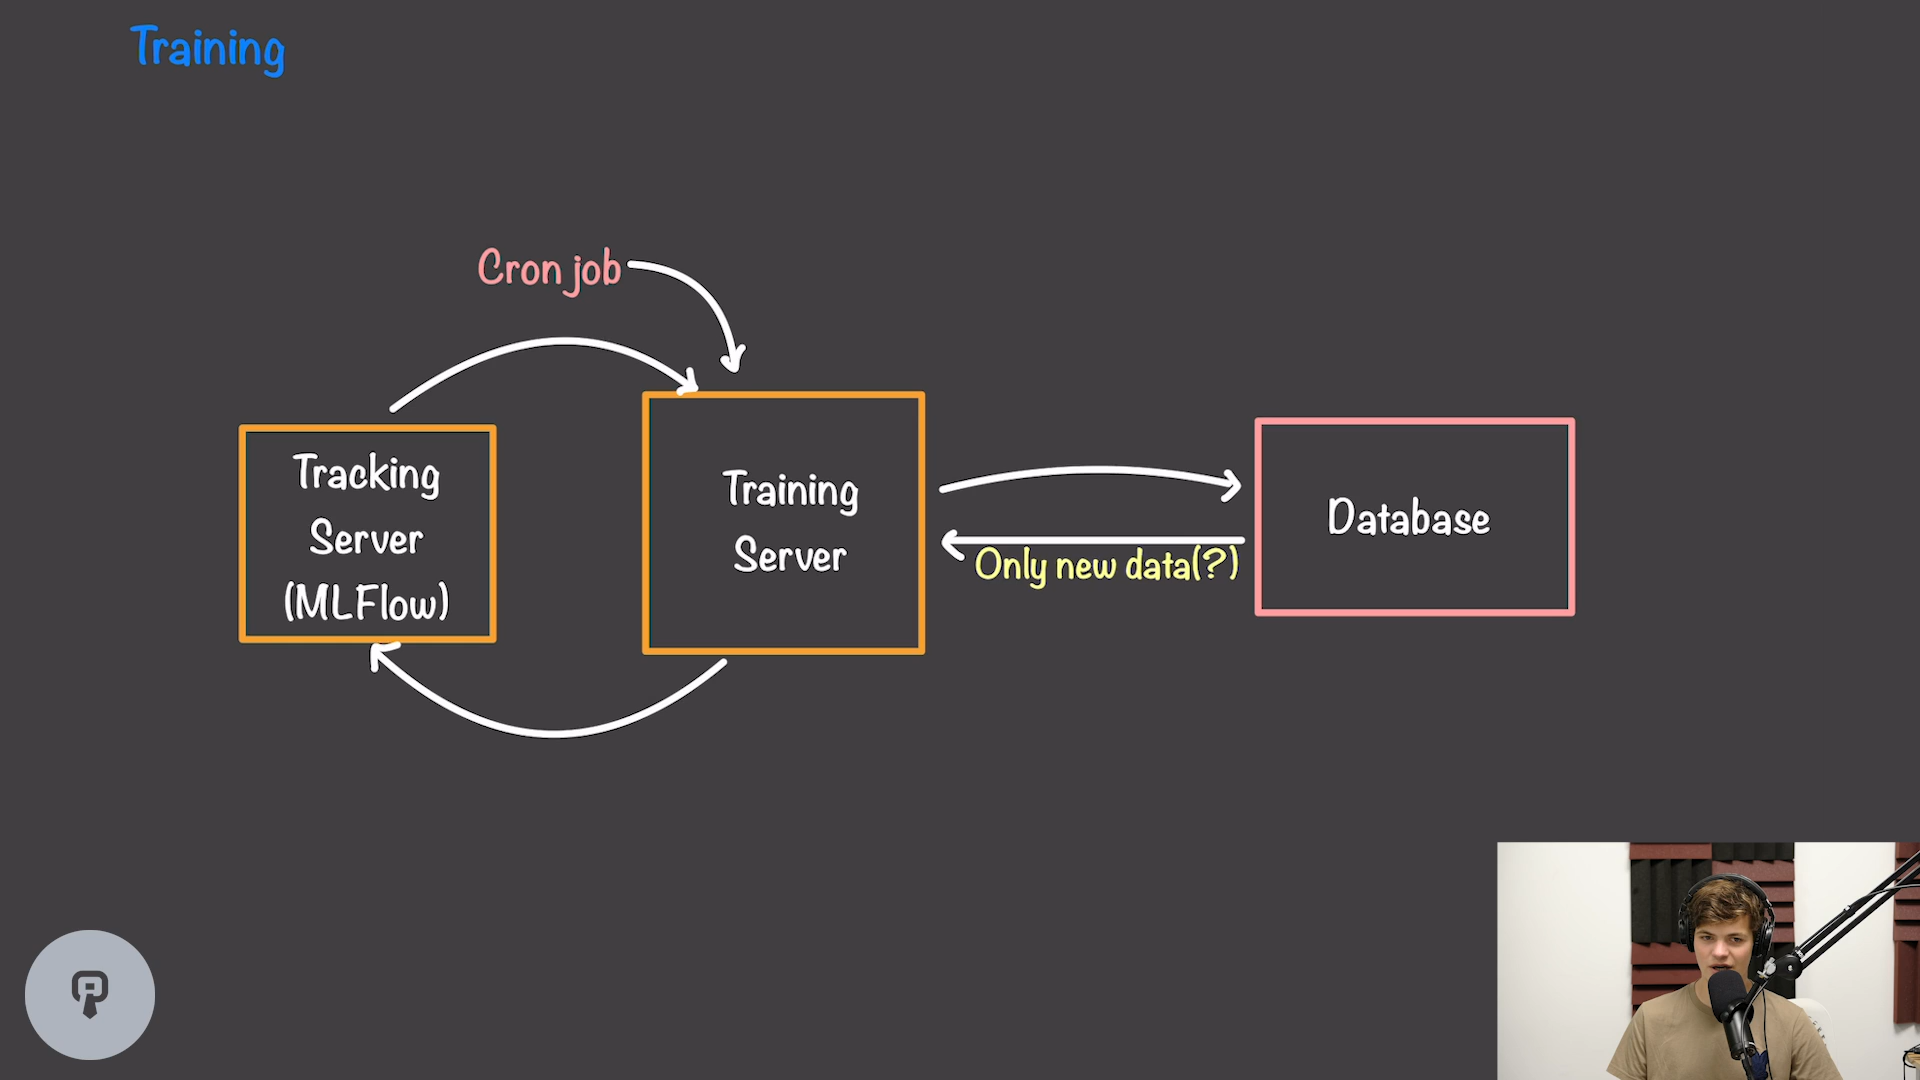 Training
Cron job
Tracking
Server
(MLFlow)
Training
Server
Only new data(?)
Database